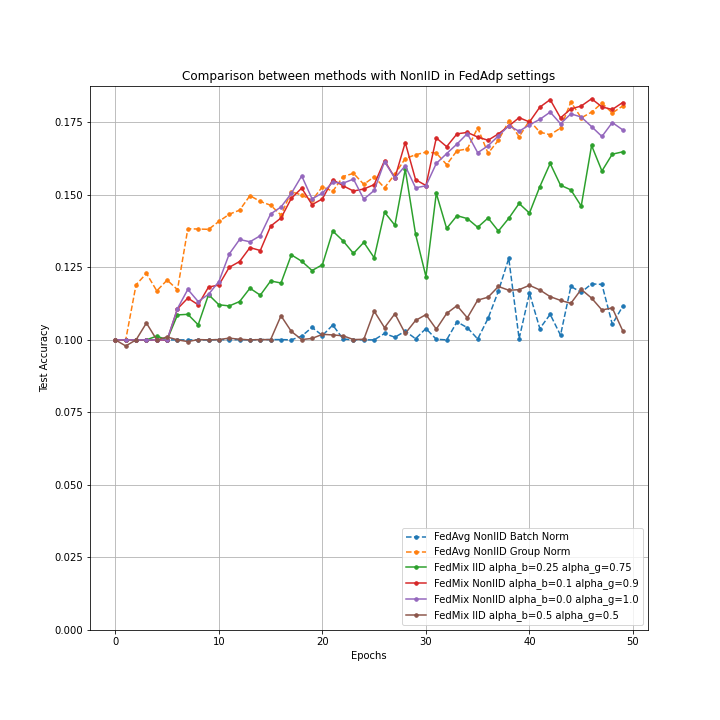 Comparison between methods with NonIID in FedAdp settings
0.175
0.150
0.125
0.100
0.075
0.050
0.025
0.000
Test Accuracy
FedAvg NonIID Batch Norm
FedAvg NonIID Group Norm
FedMix IID alpha_b=0.25 alpha_g=0.75
FedMix NonIID alpha_b=0.1 alpha_g=0.9
FedMix NonIID alpha_b=0.0 alpha_g=1.0
FedMix IID alpha_b=0.5 alpha_g=0.5
0 10 20 30 40 50
Epochs